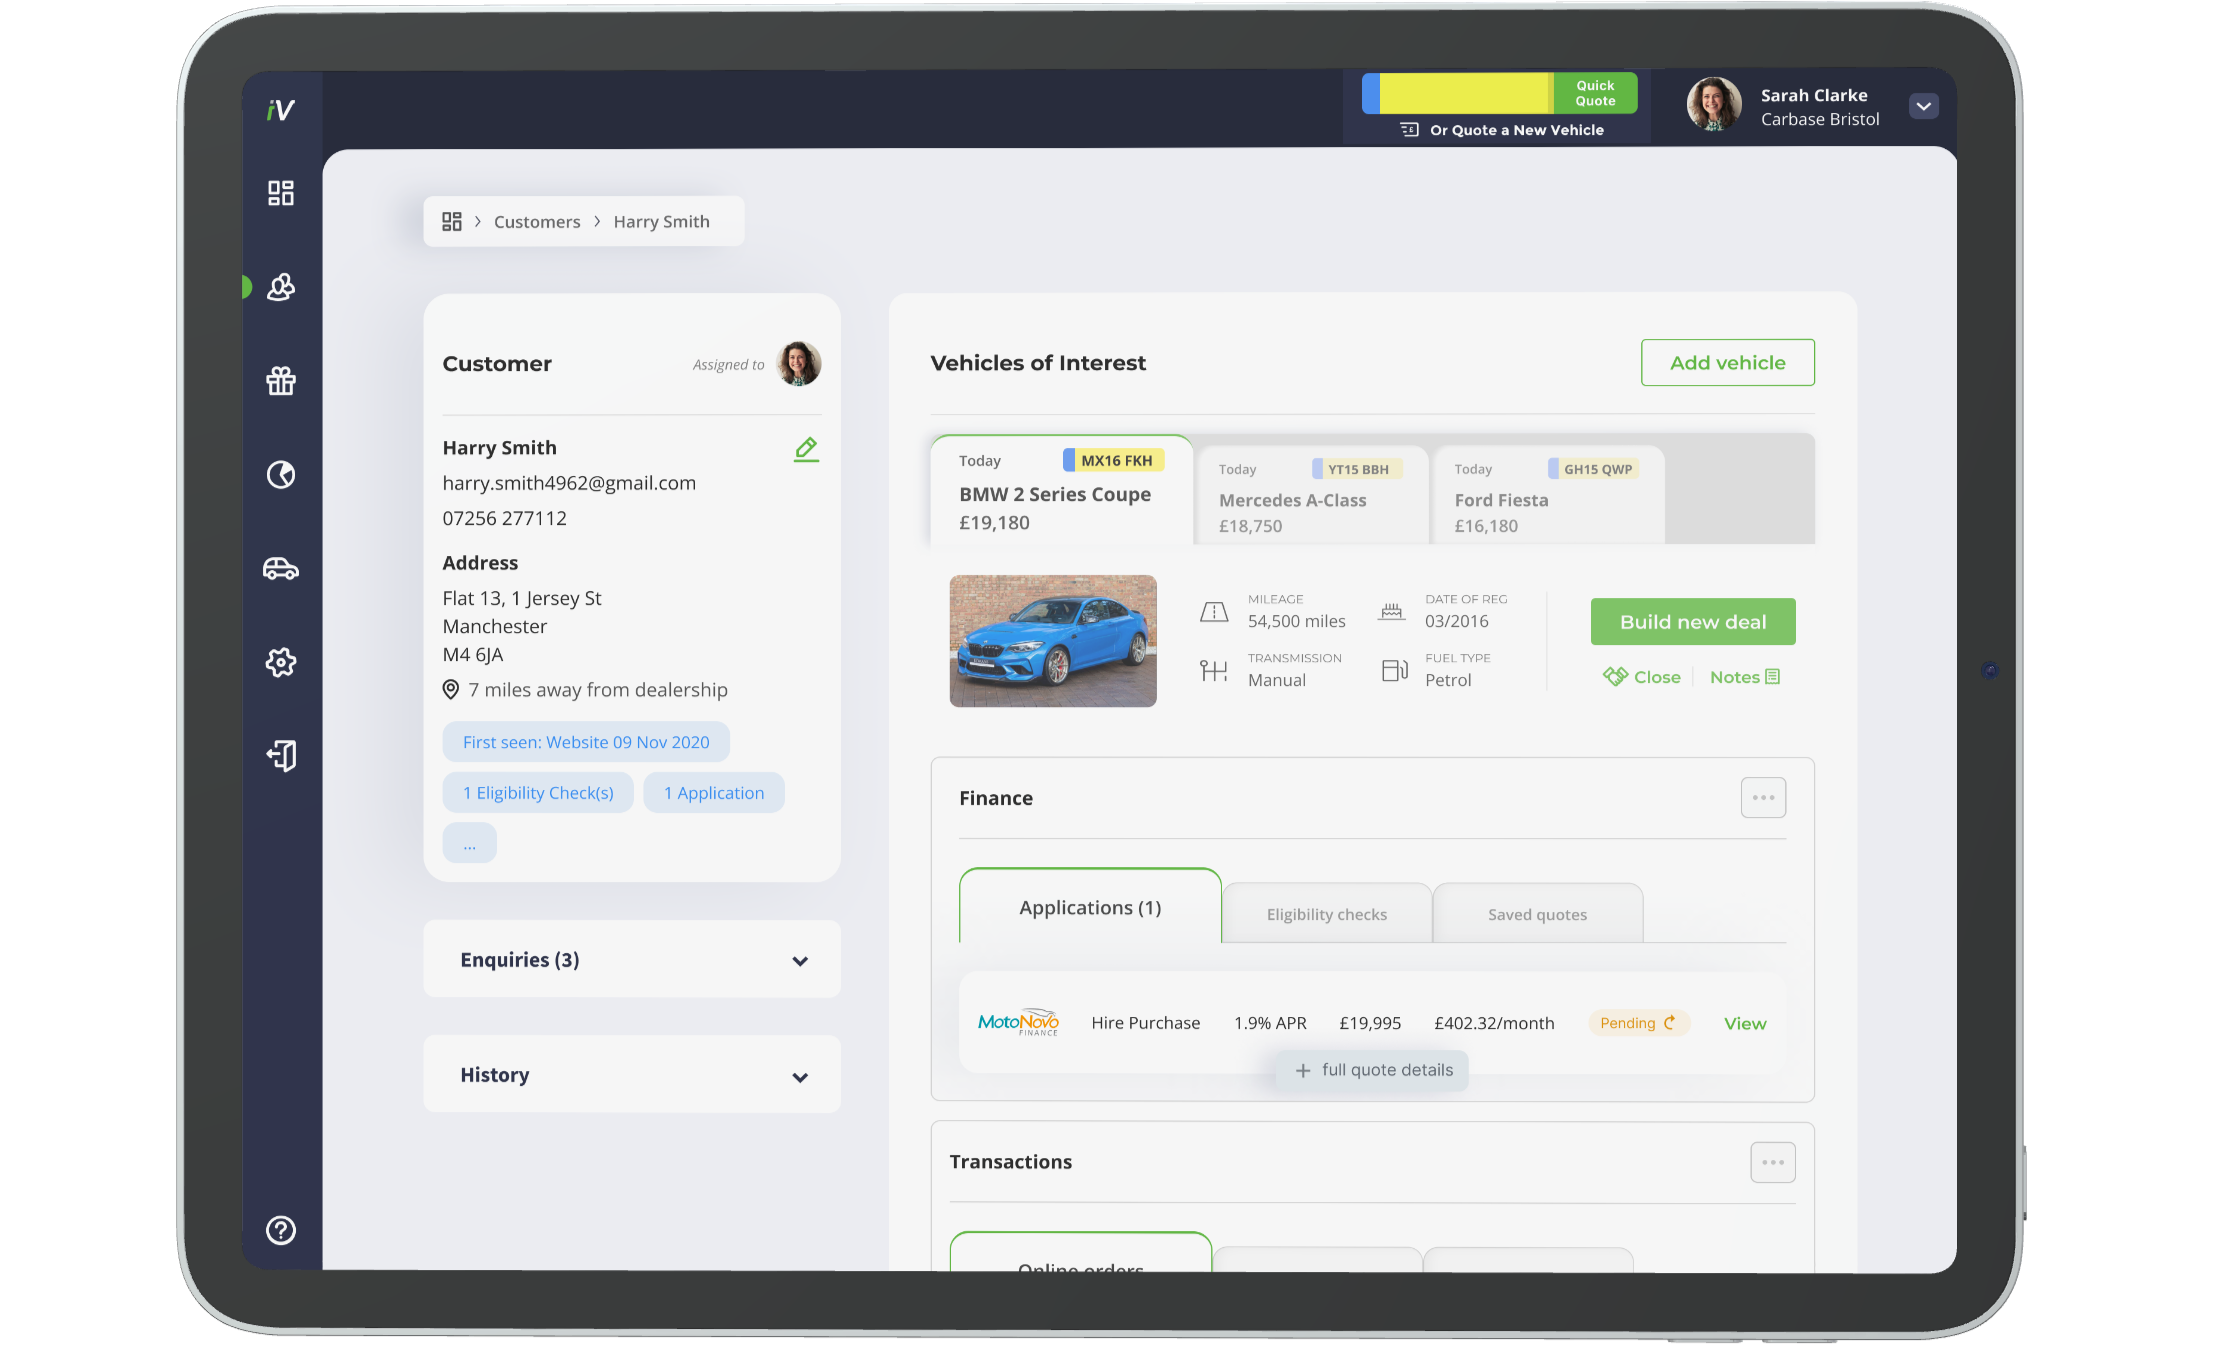 iV
Quick
Quote
Or Quote a New Vehicle
Sarah Clarke
Carbase Bristol
Customers
Harry Smith
Customer
Assigned to
Harry Smith
harry.smith4962@gmail.com
07256 277112
Address
Flat 13, 1 Jersey St
Manchester
M4 6JA
7 miles away from dealership
First seen: Website 09 Nov 2020
1 Eligibility Check(s)
1 Application
...
Enquiries (3)
History
Vehicles of Interest
Add vehicle
Today
MX16 FKH
BMW 2 Series Coupe
£19,180
Today
YT15 BBH
Mercedes A-Class
£18,750
Today
GH15 QWP
Ford Fiesta
£16,180
MILEAGE
54,500 miles
DATE OF REG
03/2016
TRANSMISSION
Manual
FUEL TYPE
Petrol
Build new deal
Close
Notes
Finance
Applications (1)
Eligibility checks
Saved quotes
MotoNovo
FINANCE
Hire Purchase
1.9% APR
£19,995
£402.32/month
Pending
View
+ full quote details
Transactions
Online orders